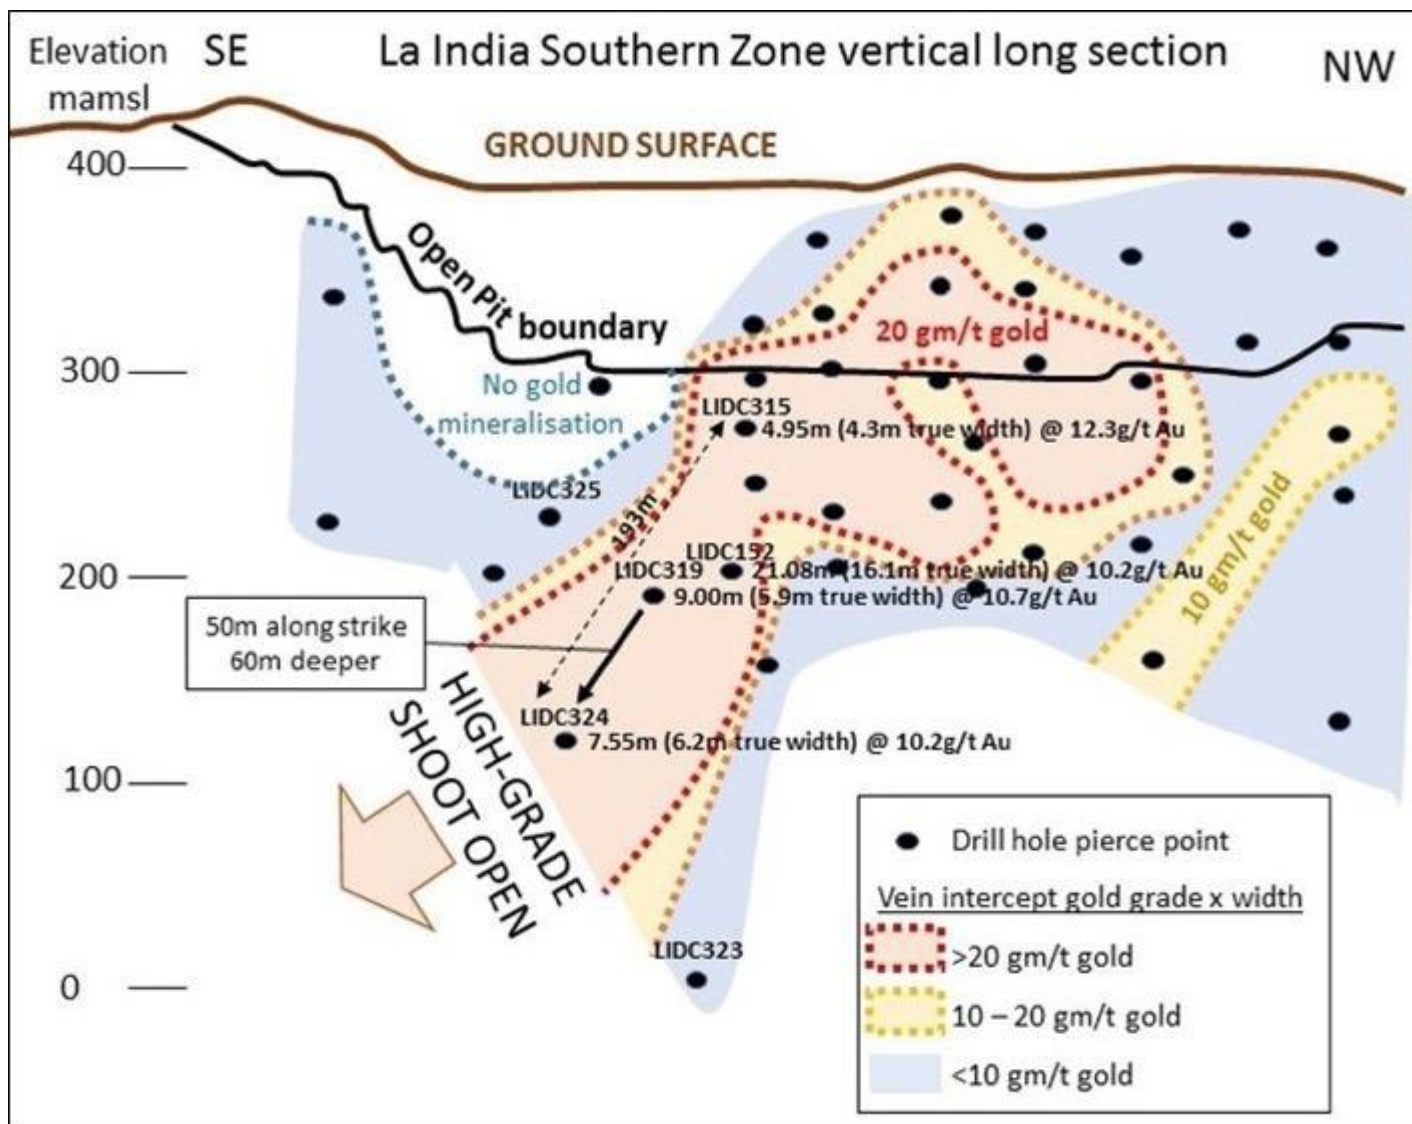 Elevation
mamsl
SE
La India Southern Zone vertical long section
NW
GROUND SURFACE
400
Open Pit boundary
20 gm/t gold
300
No gold
mineralisation
LIDC315
4.95m (4.3m true width) @ 12.3g/t Au
LIDC325
193m
10 gm/t gold
LIDC152
21.08m (16.1m true width) @ 10.2g/t Au
200
LIDC319
9.00m (5.9m true width) @ 10.7g/t Au
50m along strike
60m deeper
LIDC324
7.55m (6.2m true width) @ 10.2g/t Au
HIGH-GRADE
SHOOT OPEN
100
LIDC323
0
Drill hole pierce point
Vein intercept gold grade x width
>20 gm/t gold
10 – 20 gm/t gold
<10 gm/t gold